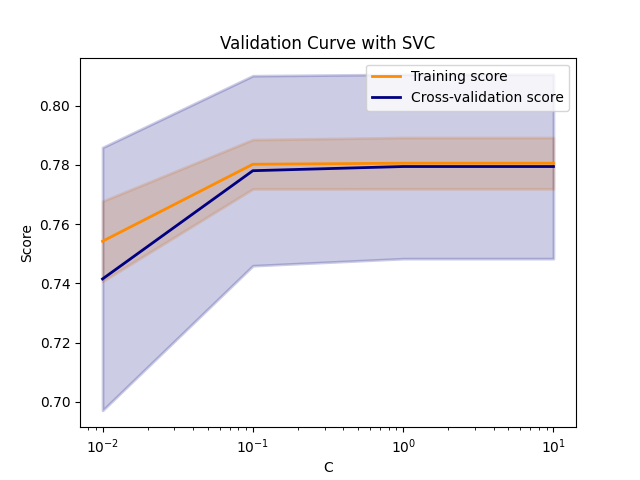 Validation Curve with SVC
Training score
Cross-validation score
0.80
0.78
0.76
0.74
0.72
0.70
Score
10⁻²
10⁻¹
10⁰
10¹
C